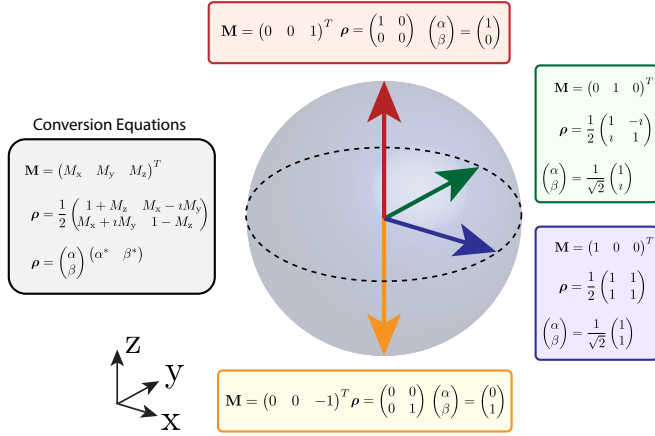 M = (0 0 1)^T ρ = (1 0 / 0 0) (α / β) = (1 / 0)
Conversion Equations
M = (M_x M_y M_z)^T
ρ = 1/2 (1 + M_z M_x − ıM_y / M_x + ıM_y 1 − M_z)
ρ = (α / β) (α* β*)
M = (0 1 0)^T
ρ = 1/2 (1 −ı / ı 1)
(α / β) = 1/√2 (1 / ı)
M = (1 0 0)^T
ρ = 1/2 (1 1 / 1 1)
(α / β) = 1/√2 (1 / 1)
z
y
x
M = (0 0 −1)^T ρ = (0 0 / 0 1) (α / β) = (0 / 1)